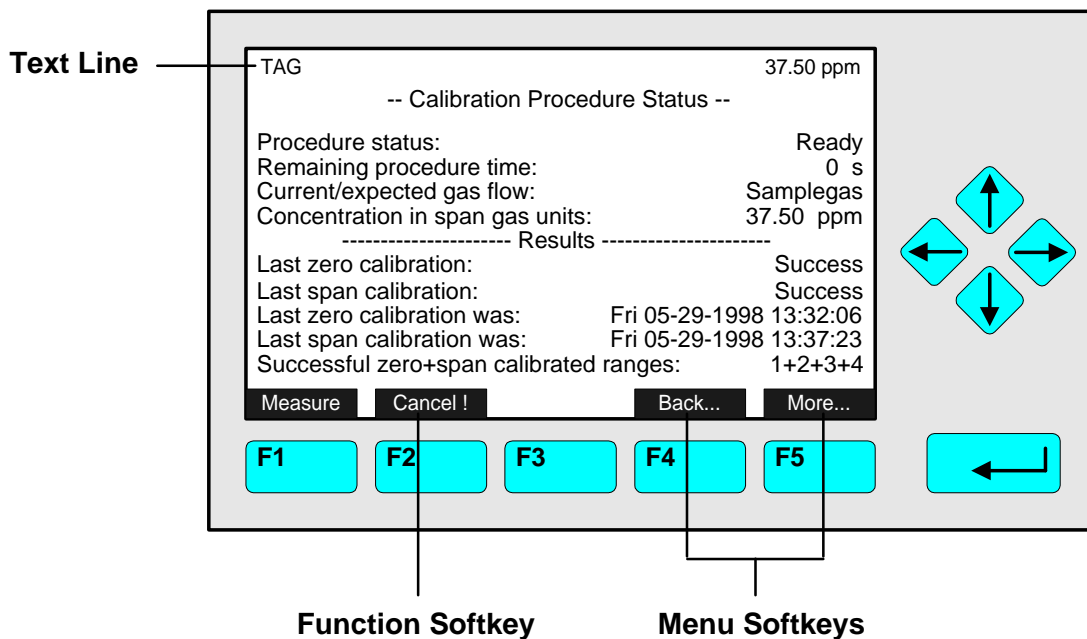 Text Line
TAG 37.50 ppm
-- Calibration Procedure Status --
Procedure status: Ready
Remaining procedure time: 0 s
Current/expected gas flow: Samplegas
Concentration in span gas units: 37.50 ppm
---------------------- Results ----------------------
Last zero calibration: Success
Last span calibration: Success
Last zero calibration was: Fri 05-29-1998 13:32:06
Last span calibration was: Fri 05-29-1998 13:37:23
Successful zero+span calibrated ranges: 1+2+3+4
Measure Cancel ! Back... More...
F1 F2 F3 F4 F5
Function Softkey Menu Softkeys